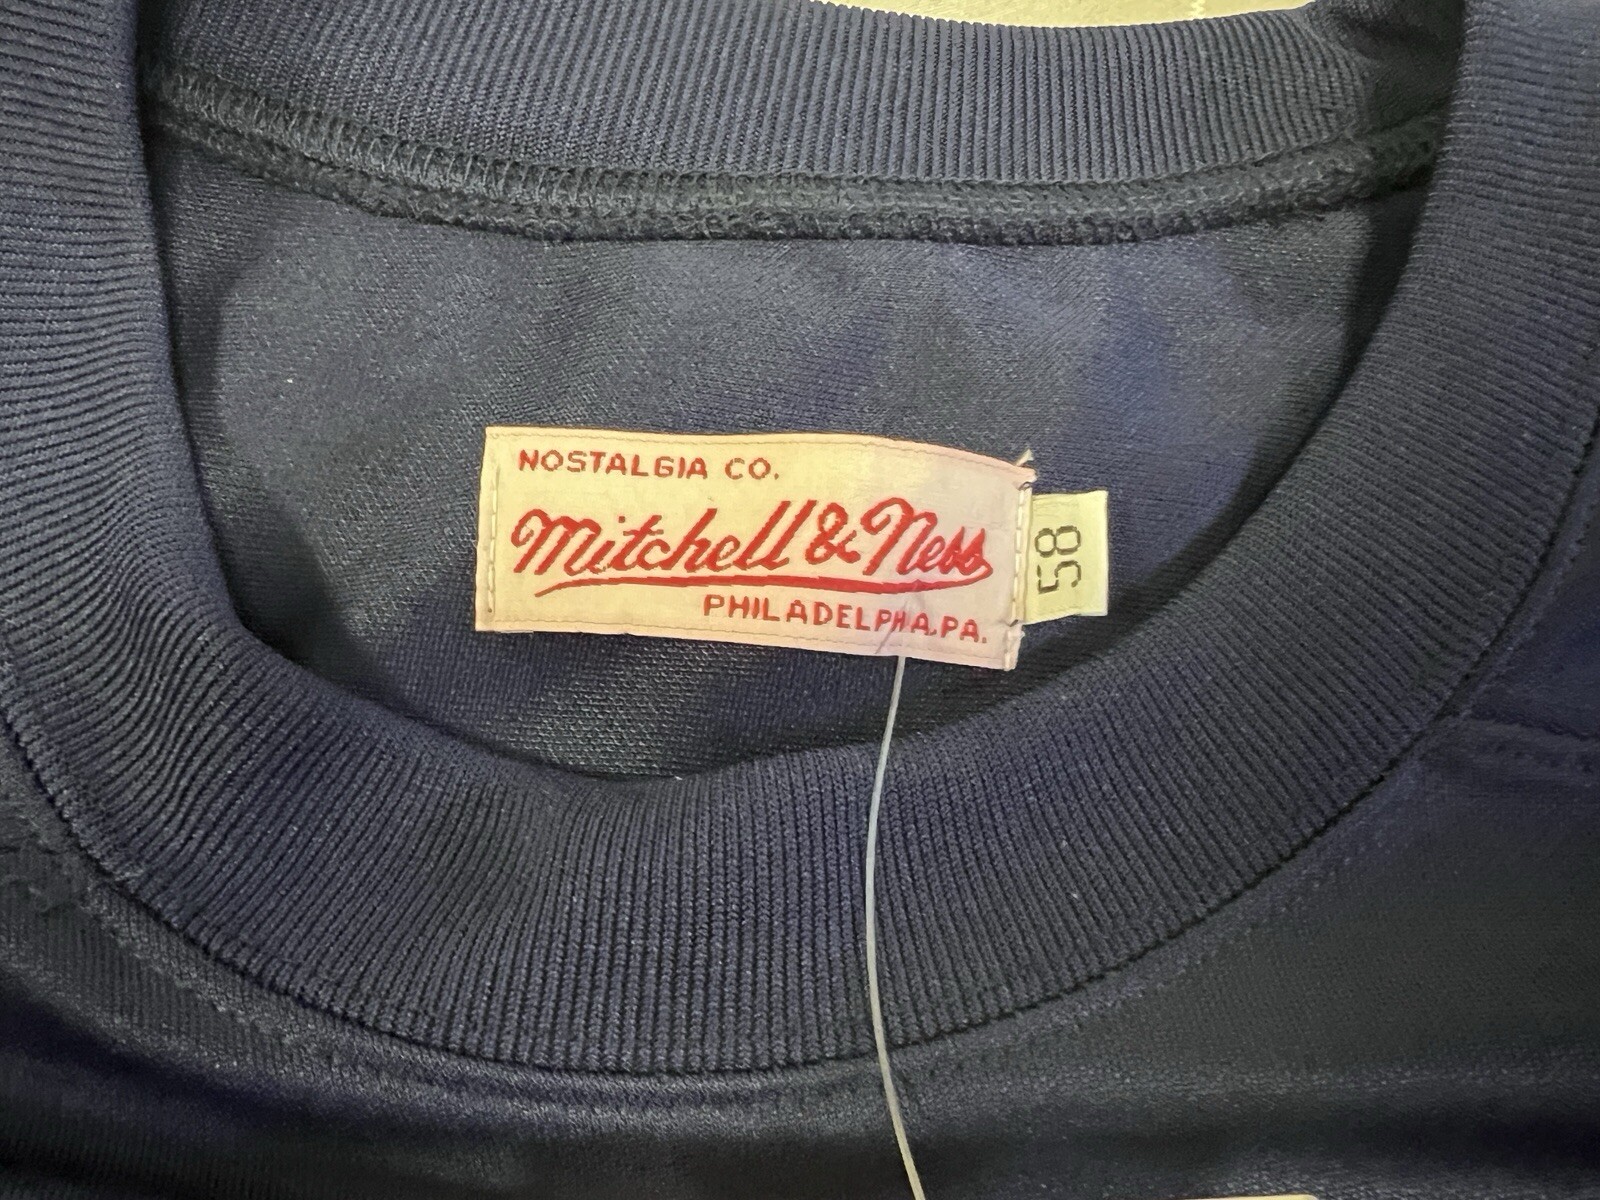 NOSTALGIA CO.
Mitchell & Ness
PHILADELPHIA, PA.
58